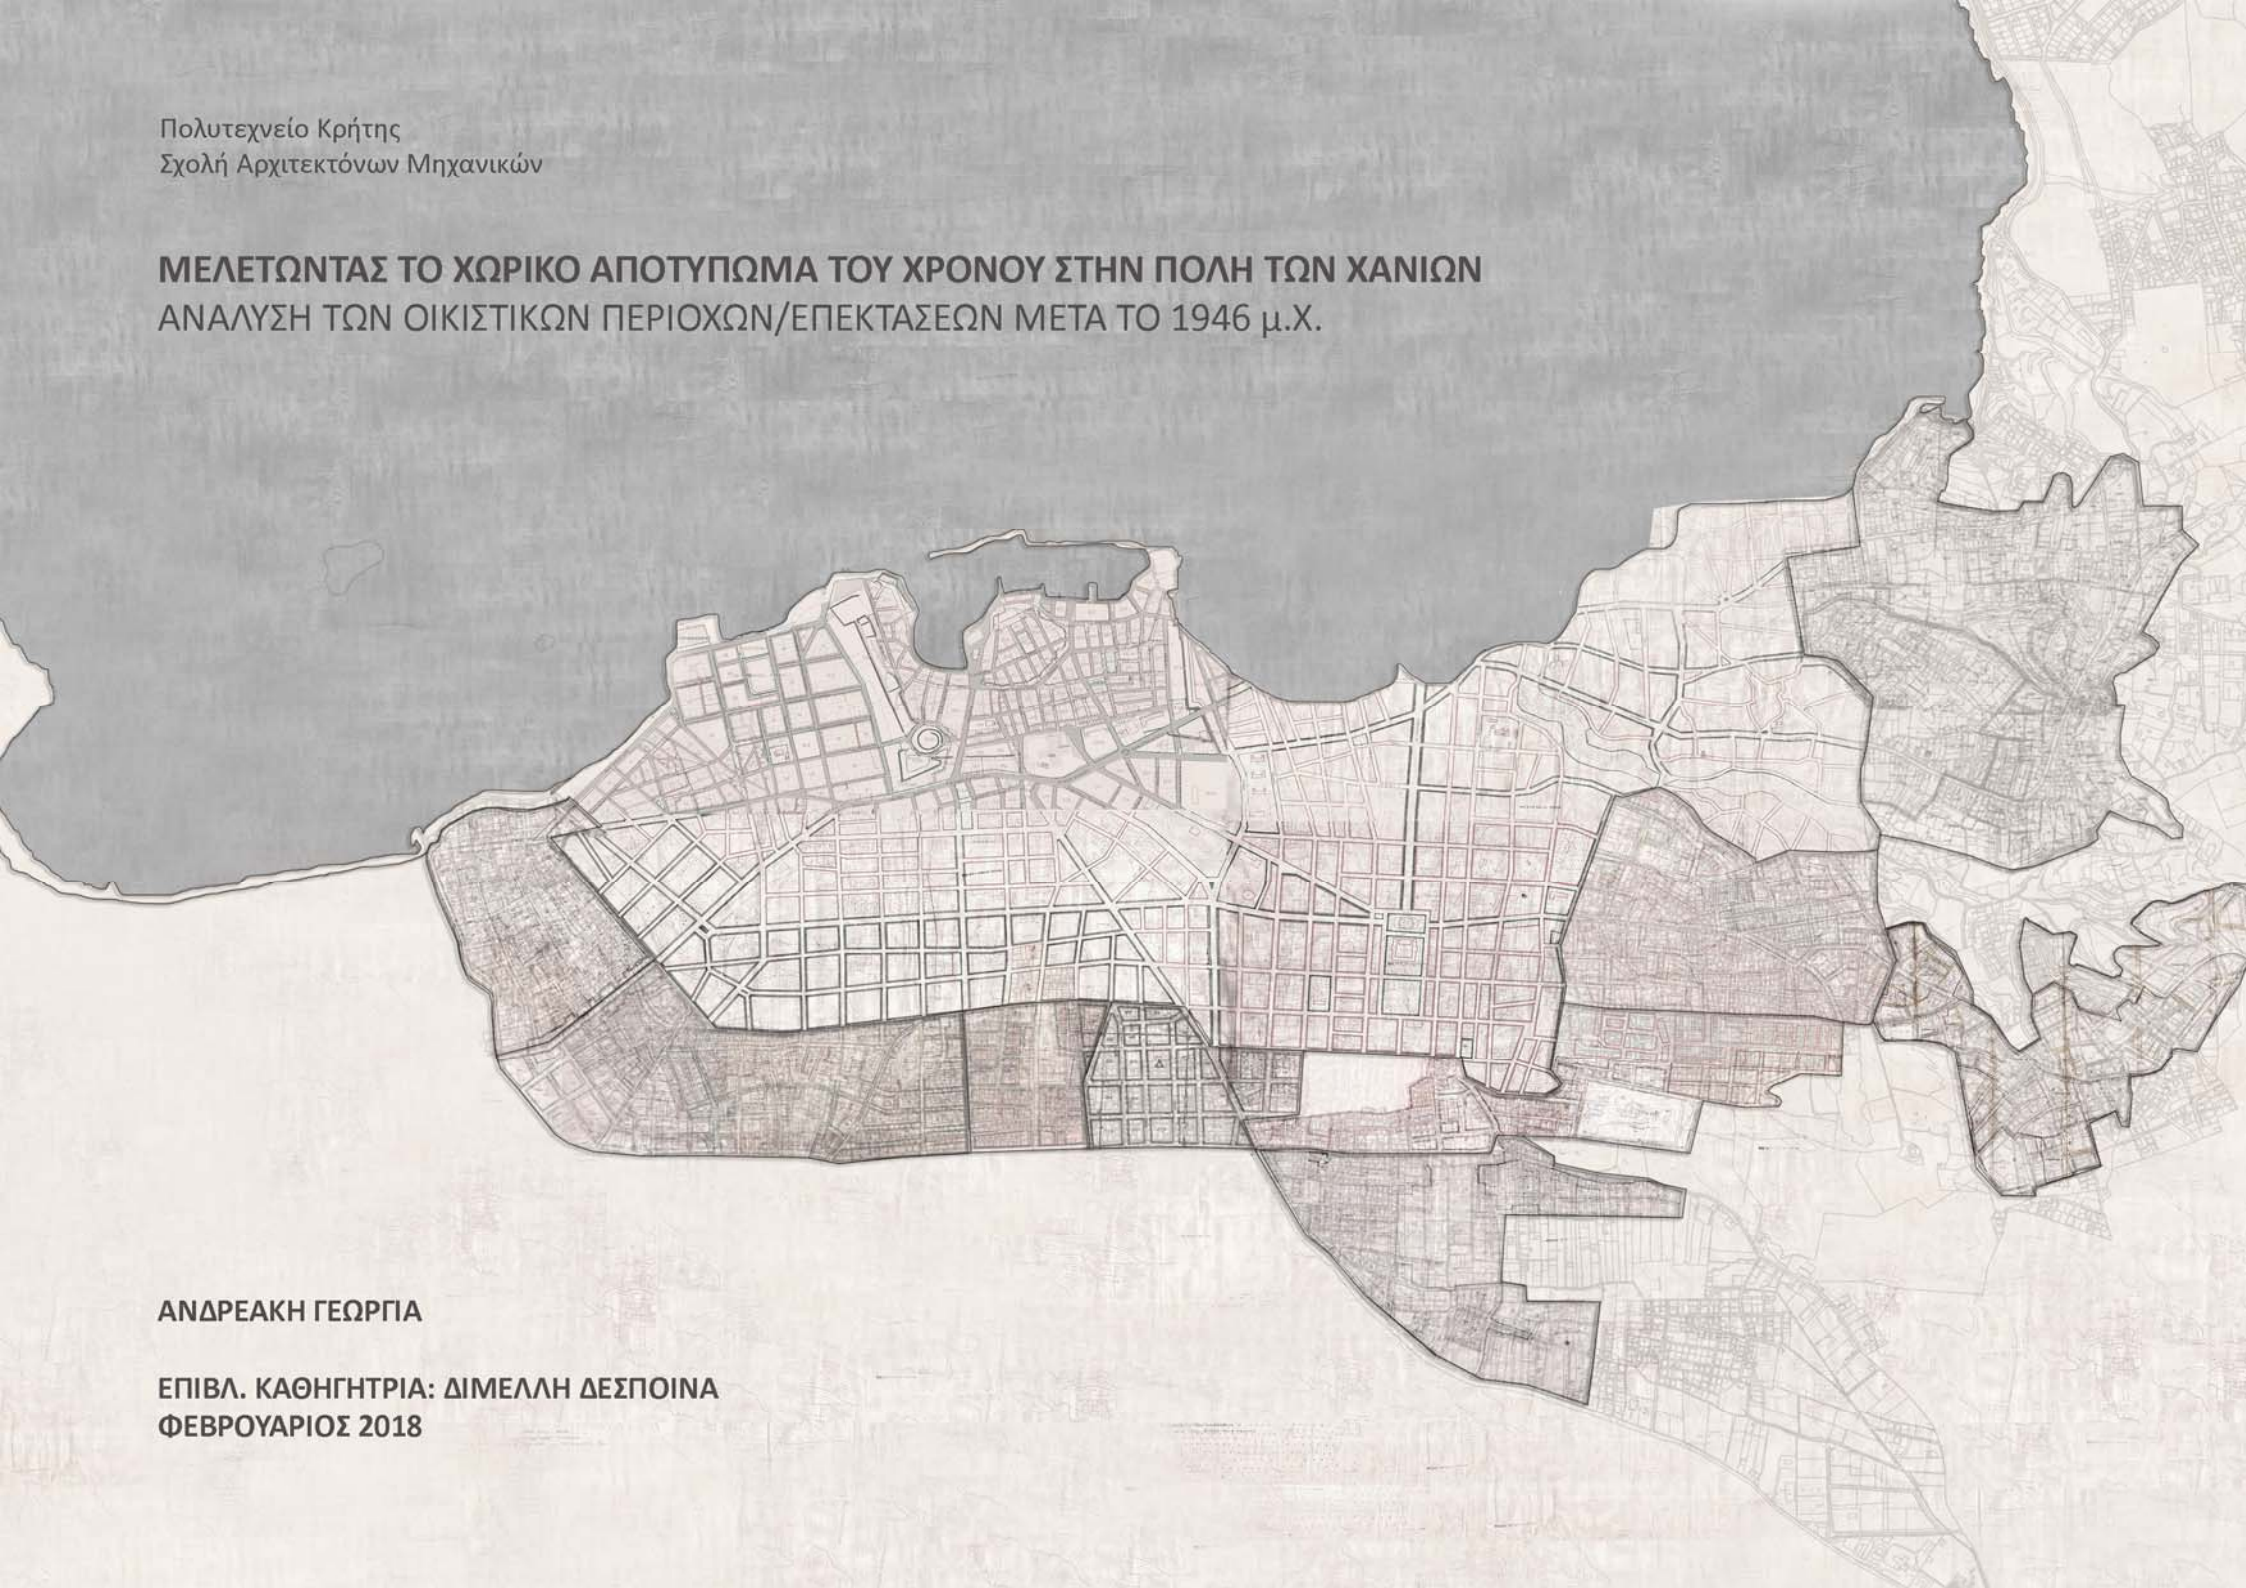 Πολυτεχνείο Κρήτης
Σχολή Αρχιτεκτόνων Μηχανικών
ΜΕΛΕΤΩΝΤΑΣ ΤΟ ΧΩΡΙΚΟ ΑΠΟΤΥΠΩΜΑ ΤΟΥ ΧΡΟΝΟΥ ΣΤΗΝ ΠΟΛΗ ΤΩΝ ΧΑΝΙΩΝ
ΑΝΑΛΥΣΗ ΤΩΝ ΟΙΚΙΣΤΙΚΩΝ ΠΕΡΙΟΧΩΝ/ΕΠΕΚΤΑΣΕΩΝ ΜΕΤΑ ΤΟ 1946 μ.Χ.
ΑΝΔΡΕΑΚΗ ΓΕΩΡΓΙΑ
ΕΠΙΒΛ. ΚΑΘΗΓΗΤΡΙΑ: ΔΙΜΕΛΛΗ ΔΕΣΠΟΙΝΑ
ΦΕΒΡΟΥΑΡΙΟΣ 2018